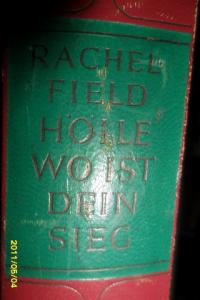 RACHEL
FIELD
HÖLLE
WO IST
DEIN
SIEG
2011/05/04